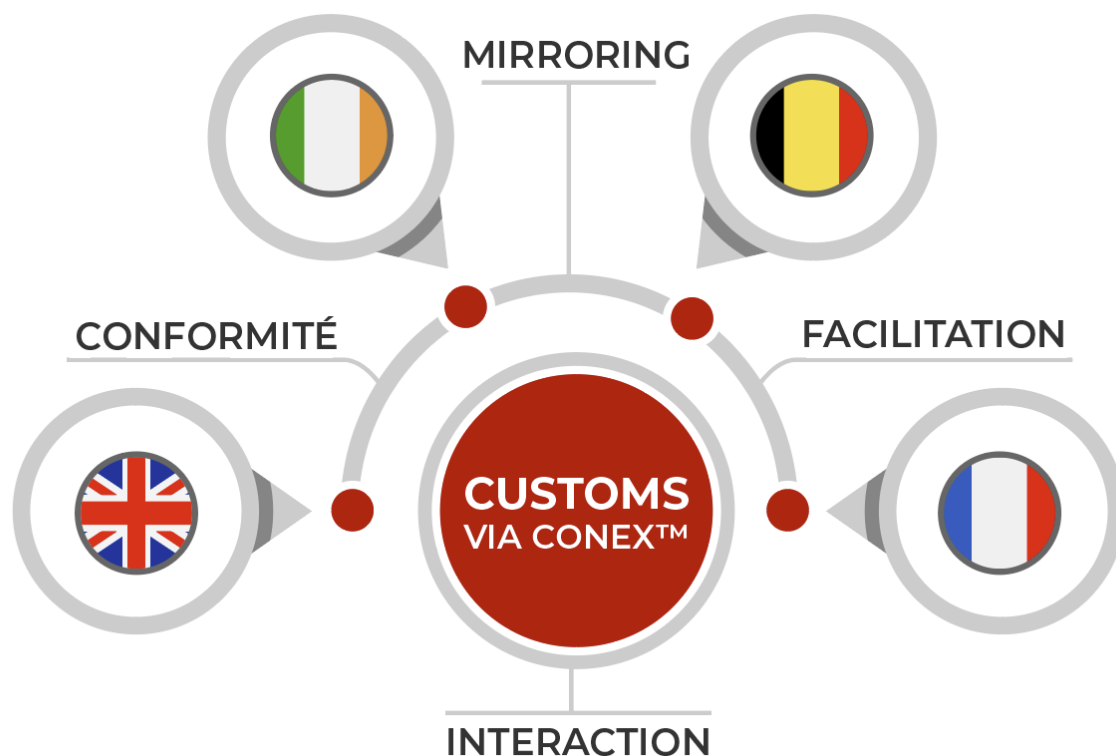 MIRRORING
CONFORMITÉ
FACILITATION
CUSTOMS
VIA CONEX™
INTERACTION